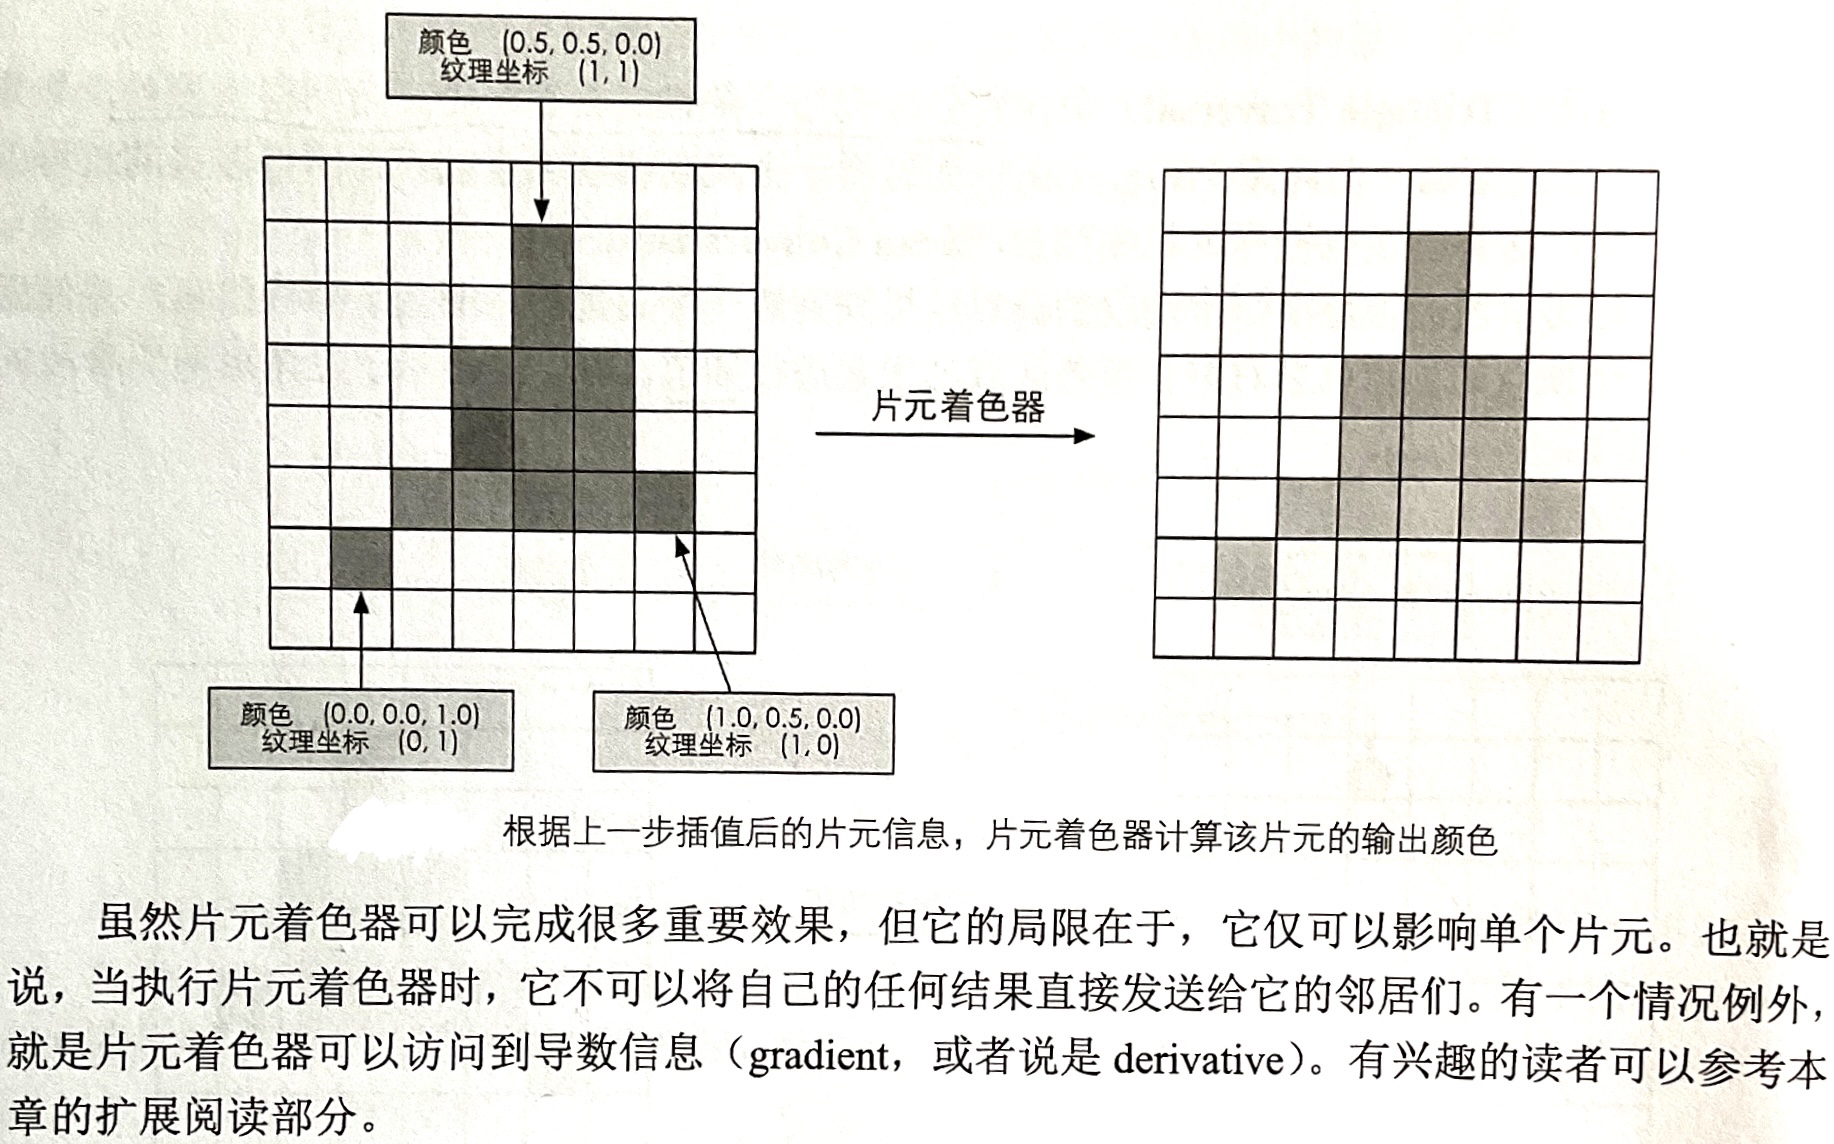 颜色 (0.5, 0.5, 0.0)
纹理坐标 (1, 1)
片元着色器
颜色 (0.0, 0.0, 1.0)
纹理坐标 (0, 1)
颜色 (1.0, 0.5, 0.0)
纹理坐标 (1, 0)
根据上一步插值后的片元信息，片元着色器计算该片元的输出颜色
虽然片元着色器可以完成很多重要效果，但它的局限在于，它仅可以影响单个片元。也就是
说，当执行片元着色器时，它不可以将自己的任何结果直接发送给它的邻居们。有一个情况例外，
就是片元着色器可以访问到导数信息（gradient，或者说是 derivative）。有兴趣的读者可以参考本
章的扩展阅读部分。